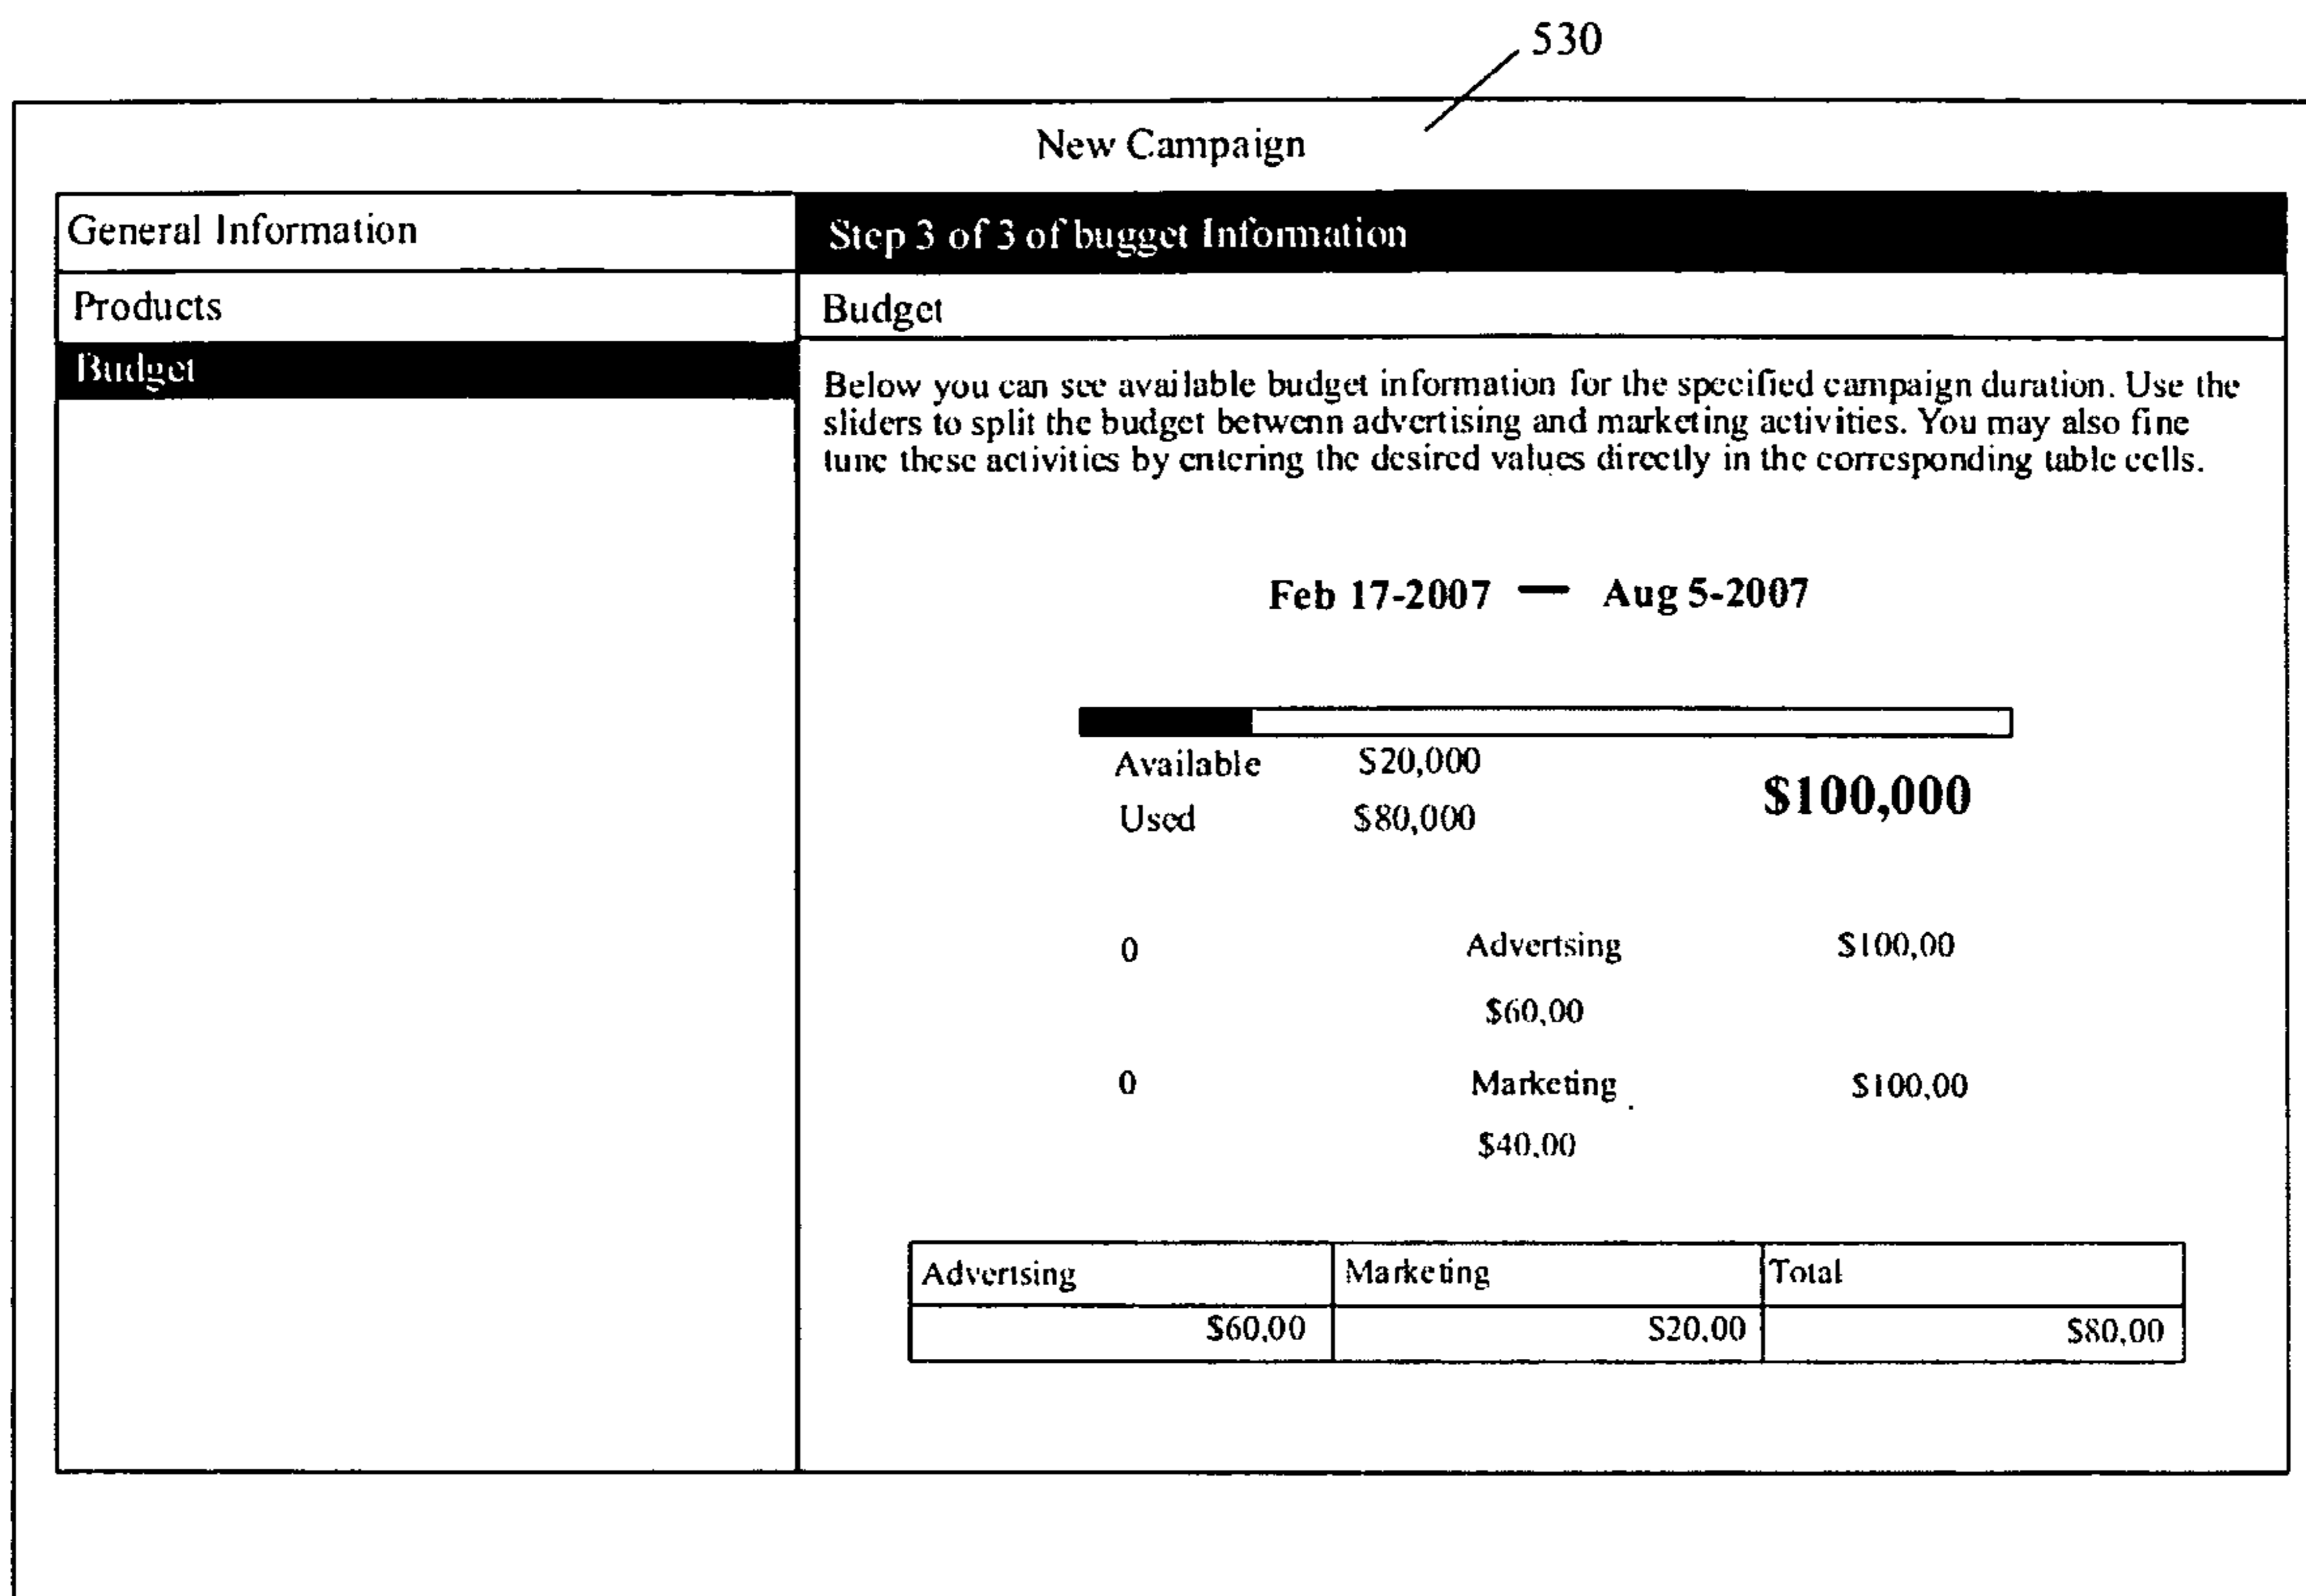 530
New Campaign
General Information
Products
Budget
Step 3 of 3 of bugget Information
Budget
Below you can see available budget information for the specified campaign duration. Use the
sliders to split the budget betwenn advertising and marketing activities. You may also fine
tune these activities by entering the desired values directly in the corresponding table cells.
Feb 17-2007 — Aug 5-2007
Available $20,000
Used $80,000
$100,000
0 Advertsing $100,00
$60,00
0 Marketing $100,00
$40,00
Advertsing Marketing Total
$60,00 $20,00 $80,00